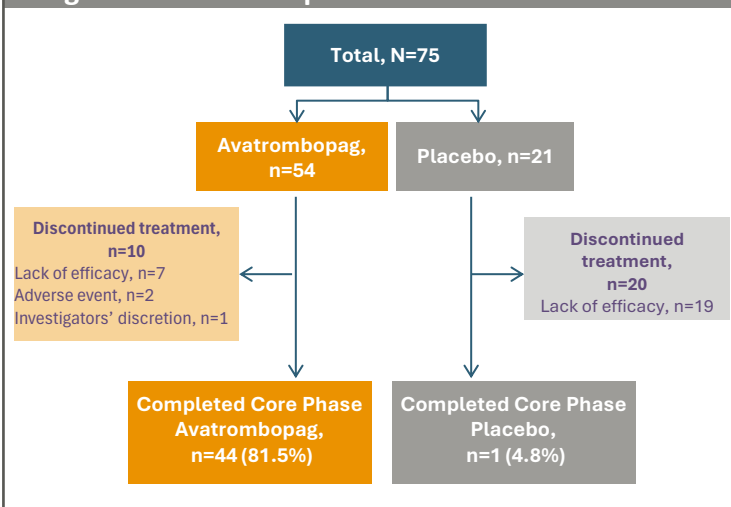 Total, N=75
Avatrombopag,
n=54
Placebo, n=21
Discontinued treatment,
n=10
Lack of efficacy, n=7
Adverse event, n=2
Investigators’ discretion, n=1
Discontinued
treatment,
n=20
Lack of efficacy, n=19
Completed Core Phase
Avatrombopag,
n=44 (81.5%)
Completed Core Phase
Placebo,
n=1 (4.8%)